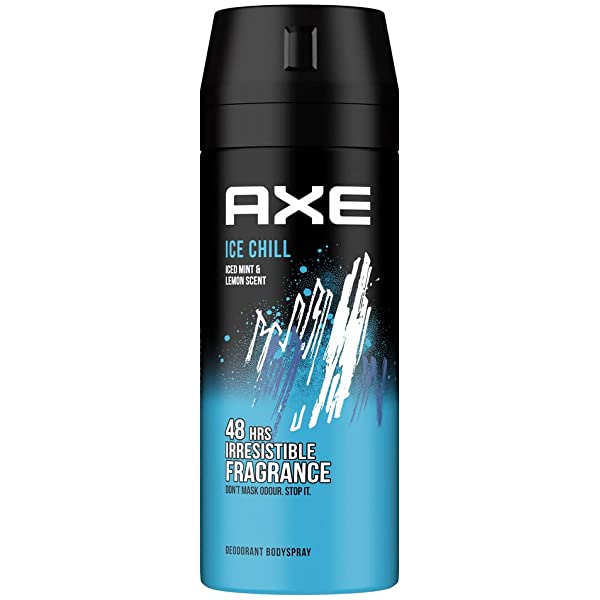 AXE
ICE CHILL
ICED MINT &
LEMON SCENT
48 HRS
IRRESISTIBLE
FRAGRANCE
DON'T MASK ODOUR. STOP IT.
DEODORANT BODYSPRAY